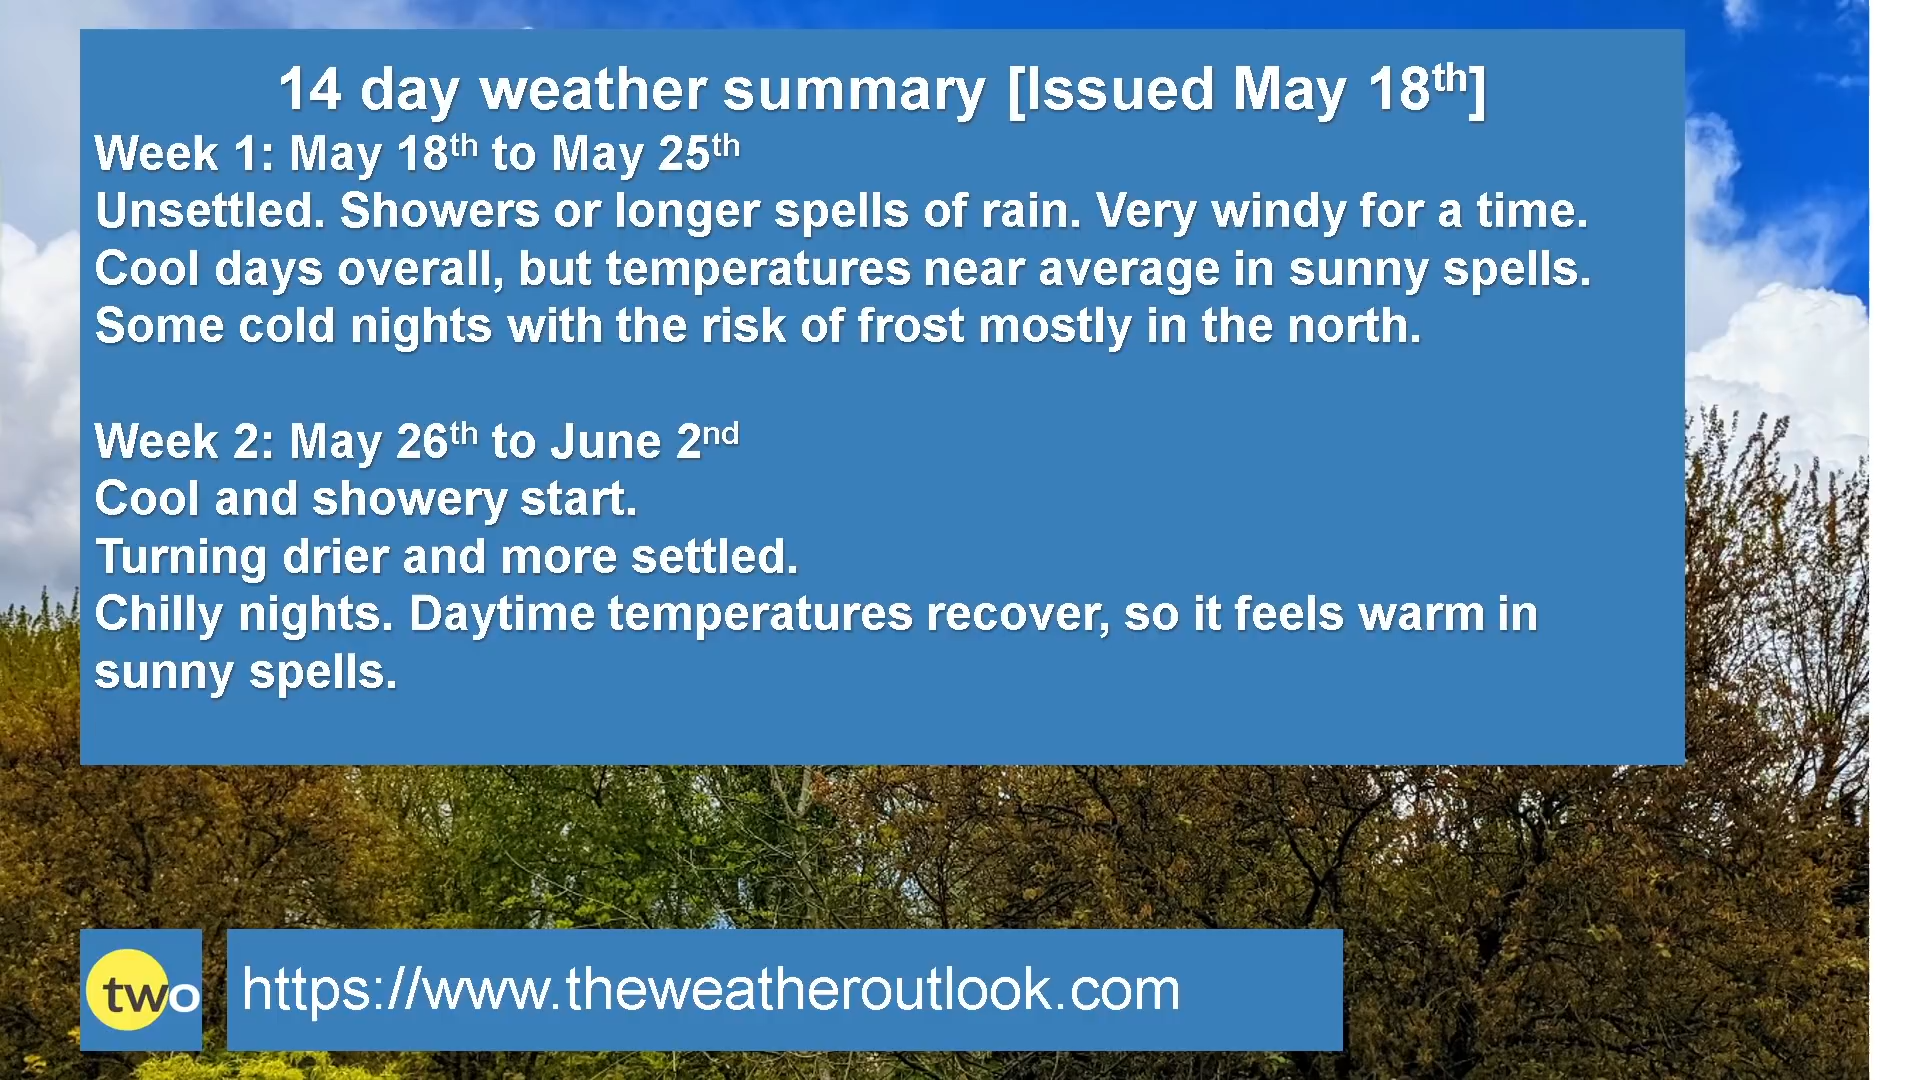 14 day weather summary [Issued May 18th]
Week 1: May 18th to May 25th
Unsettled. Showers or longer spells of rain. Very windy for a time.
Cool days overall, but temperatures near average in sunny spells.
Some cold nights with the risk of frost mostly in the north.
Week 2: May 26th to June 2nd
Cool and showery start.
Turning drier and more settled.
Chilly nights. Daytime temperatures recover, so it feels warm in
sunny spells.
two
https://www.theweatheroutlook.com